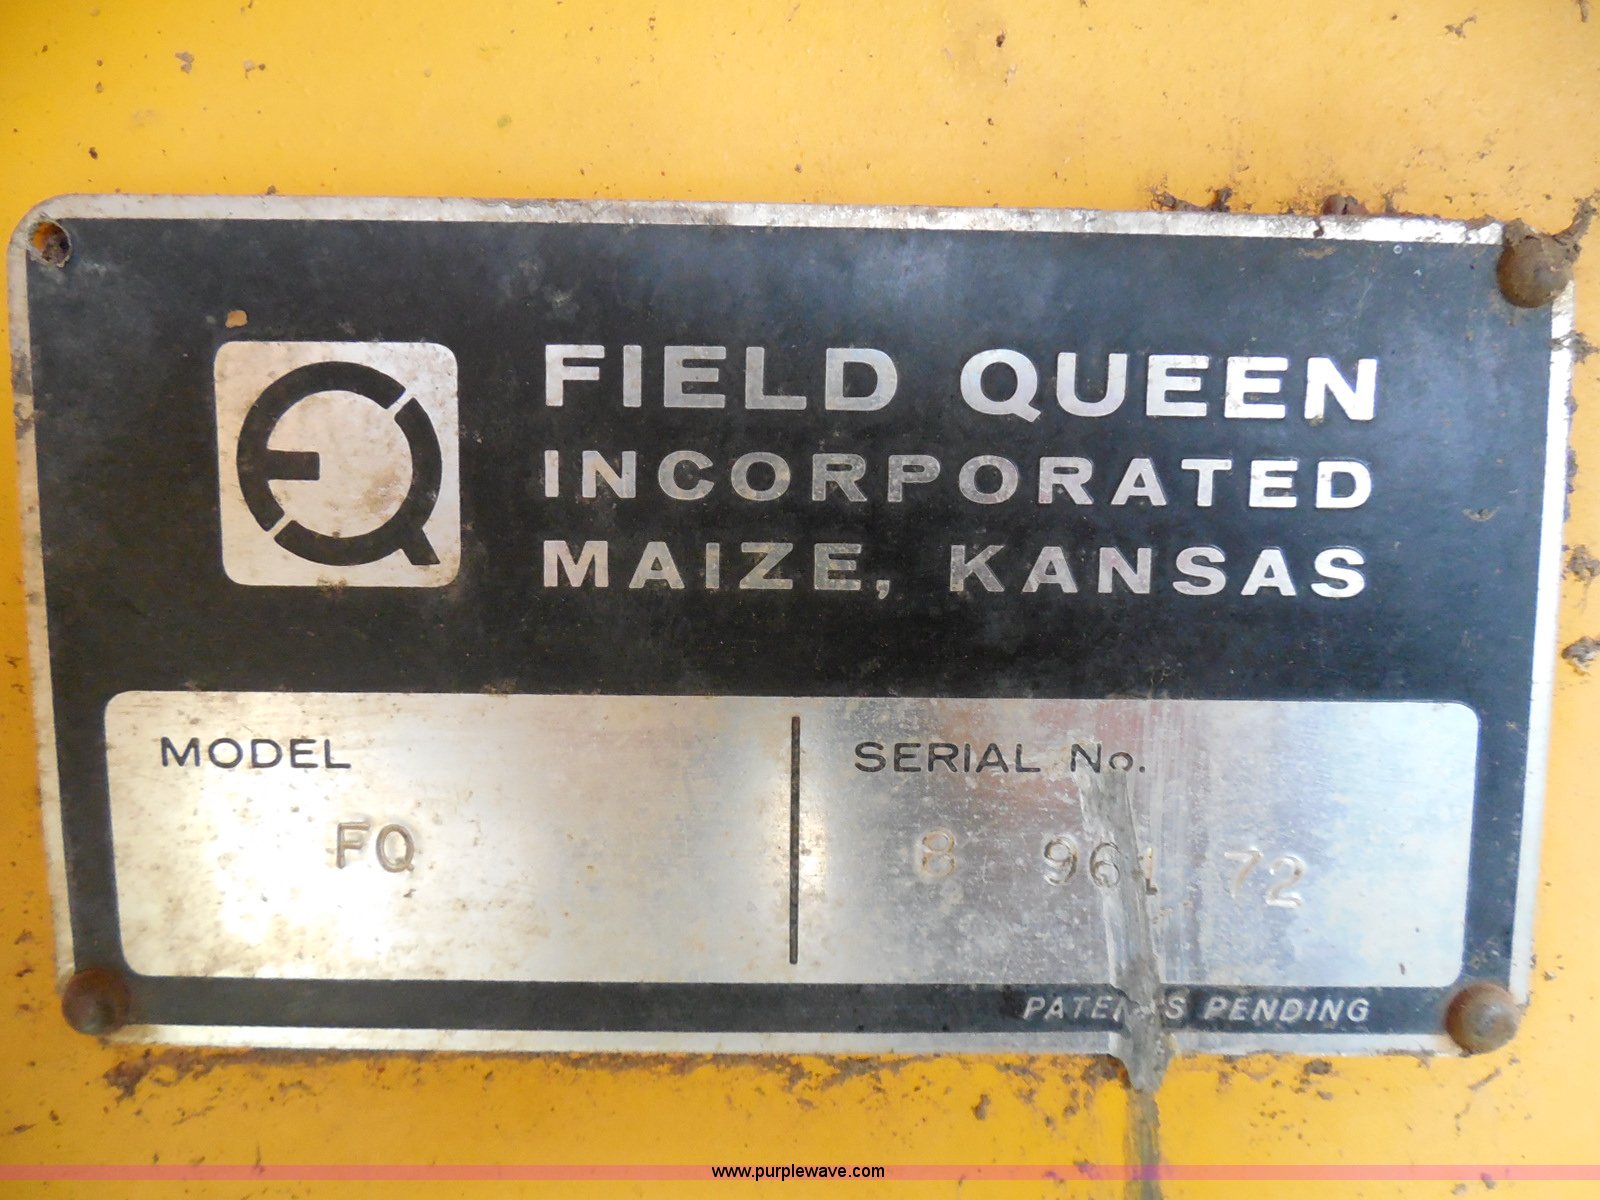 FIELD QUEEN
INCORPORATED
MAIZE, KANSAS
MODEL
SERIAL No.
FQ
8 961 72
PATENTS PENDING
www.purplewave.com